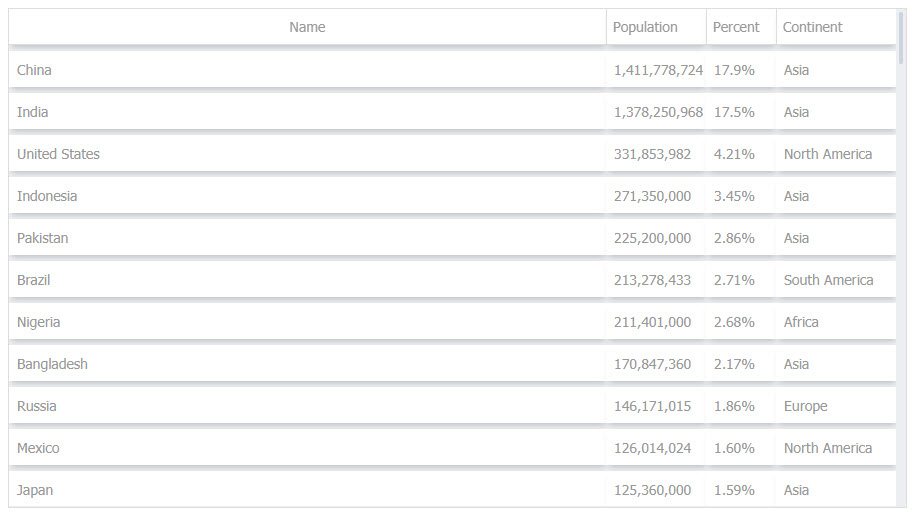 Name Population Percent Continent
China 1,411,778,724 17.9% Asia
India 1,378,250,968 17.5% Asia
United States 331,853,982 4.21% North America
Indonesia 271,350,000 3.45% Asia
Pakistan 225,200,000 2.86% Asia
Brazil 213,278,433 2.71% South America
Nigeria 211,401,000 2.68% Africa
Bangladesh 170,847,360 2.17% Asia
Russia 146,171,015 1.86% Europe
Mexico 126,014,024 1.60% North America
Japan 125,360,000 1.59% Asia